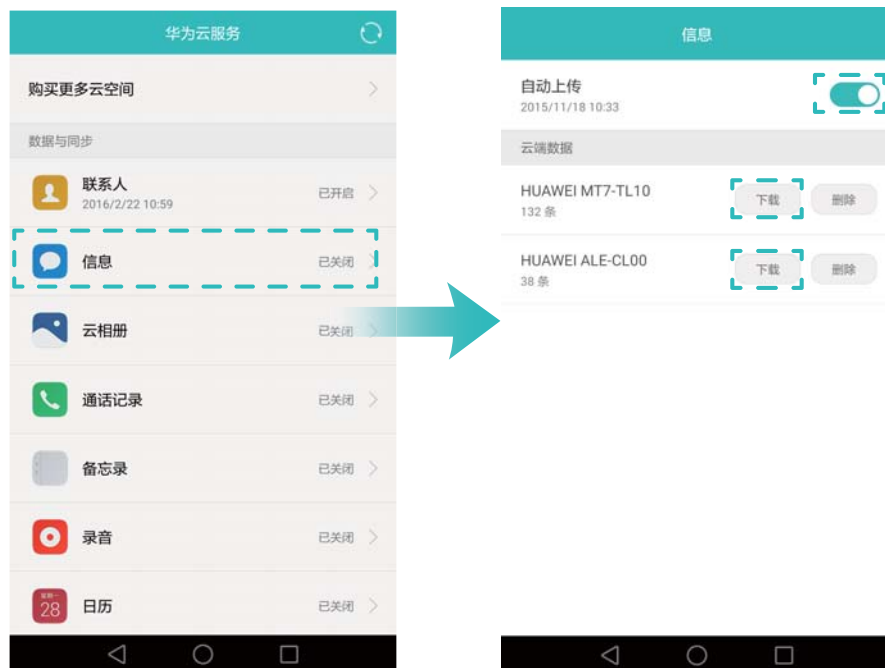 华为云服务
购买更多云空间
数据与同步
联系人
已开启
2016/2/22 10:59
信息
已关闭
云相册
已关闭
通话记录
已关闭
备忘录
已关闭
录音
已关闭
28
日历
已关闭
信息
自动上传
2015/11/18 10:33
云端数据
HUAWEI MT7-TL10
132 条
下载
删除
HUAWEI ALE-CL00
38 条
下载
删除